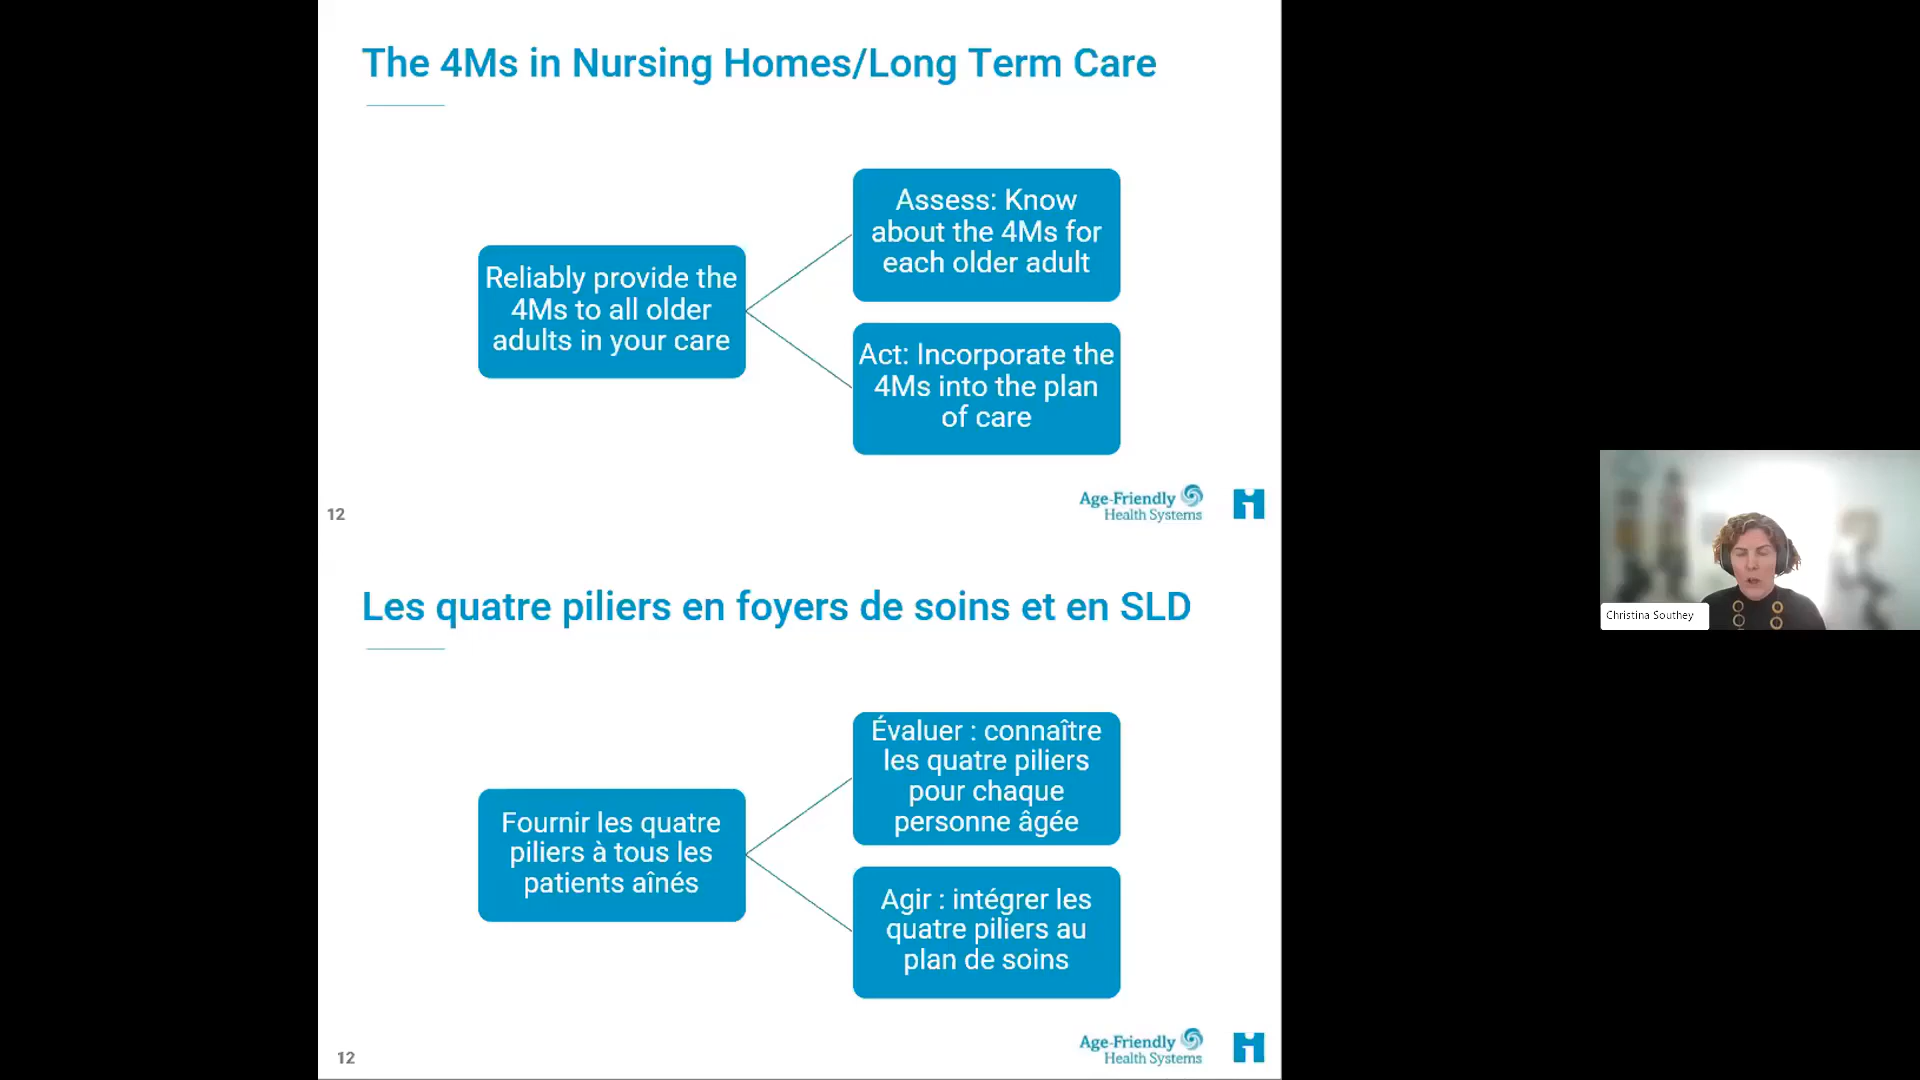 The 4Ms in Nursing Homes/Long Term Care
Reliably provide the
4Ms to all older
adults in your care
Assess: Know
about the 4Ms for
each older adult
Act: Incorporate the
4Ms into the plan
of care
12
Age-Friendly
Health Systems
Les quatre piliers en foyers de soins et en SLD
Fournir les quatre
piliers à tous les
patients aînés
Évaluer : connaître
les quatre piliers
pour chaque
personne âgée
Agir : intégrer les
quatre piliers au
plan de soins
12
Age-Friendly
Health Systems
Christina Southey